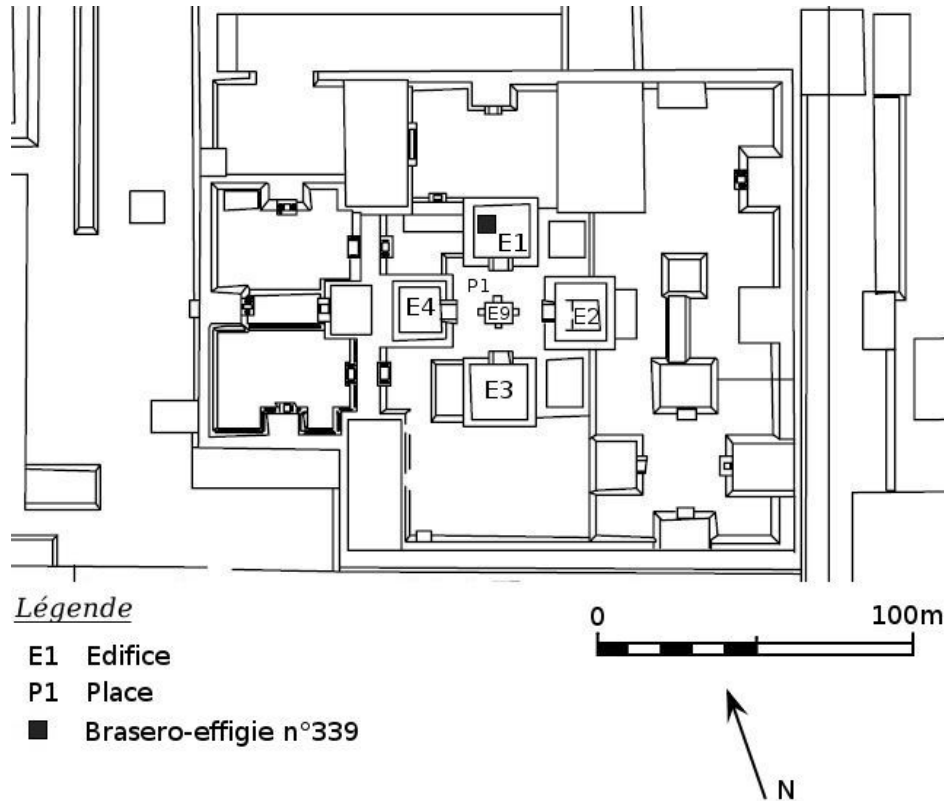 E1
P1
E4
E9
E2
E3
Légende
E1 Edifice
P1 Place
Brasero-effigie n°339
0 100m
N